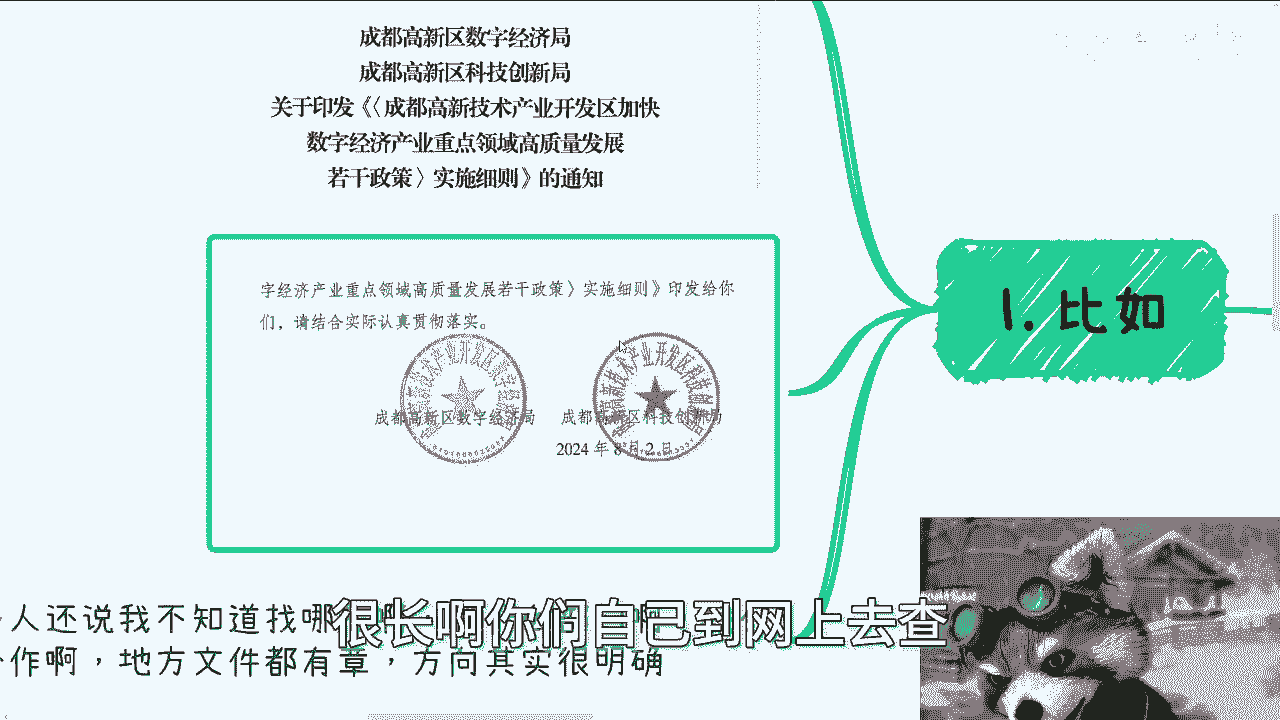 成都高新区数字经济局
成都高新区科技创新局
关于印发《〈成都高新技术产业开发区加快
数字经济产业重点领域高质量发展
若干政策〉实施细则》的通知
字经济产业重点领域高质量发展若干政策〉实施细则》印发给你
们，请结合实际认真贯彻落实。
成都高新区数字经济局 成都高新区科技创新局
2024 年 8 月 2 日
1. 比如
人还说我不知道找哪
作啊，地方文件都有章，方向其实很明确
很长啊你们自己到网上去查